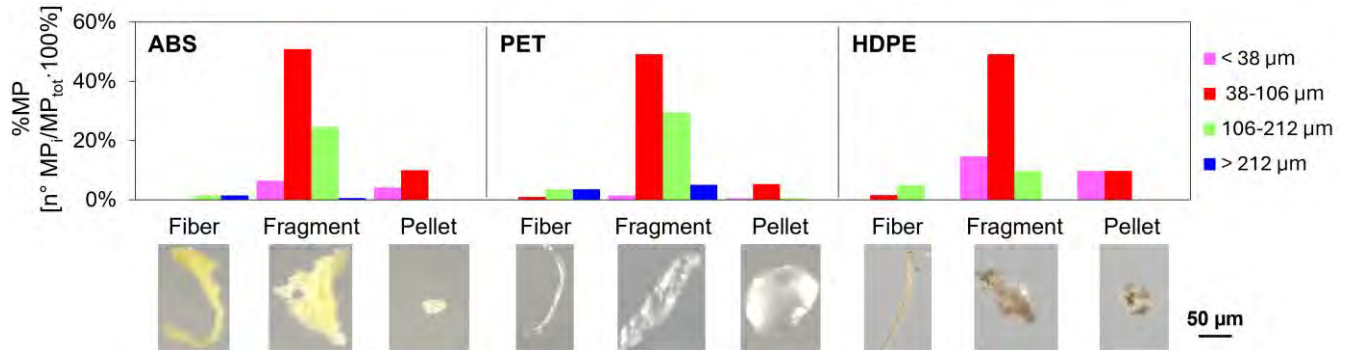 60%
40%
20%
0%
%MP
[n° MPᵢ/MPₜₒₜ·100%]
ABS
PET
HDPE
< 38 µm
38-106 µm
106-212 µm
> 212 µm
Fiber Fragment Pellet Fiber Fragment Pellet Fiber Fragment Pellet
50 µm